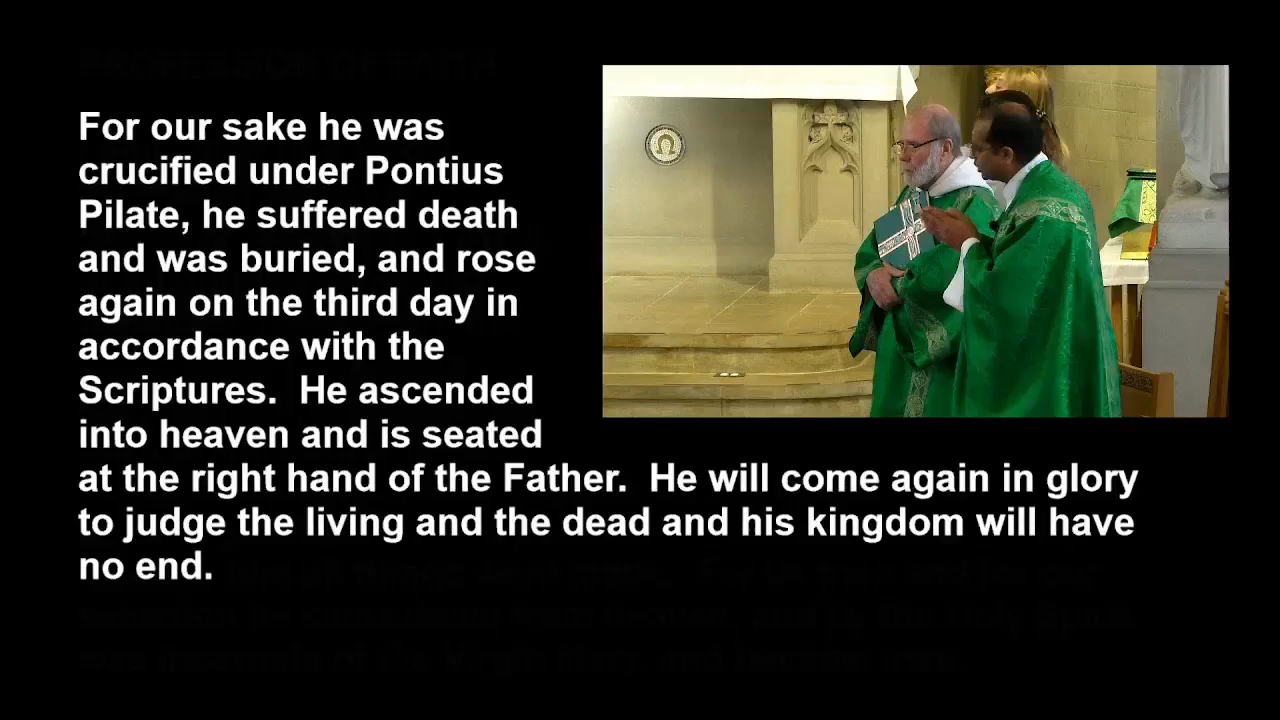 For our sake he was
crucified under Pontius
Pilate, he suffered death
and was buried, and rose
again on the third day in
accordance with the
Scriptures.  He ascended
into heaven and is seated
at the right hand of the Father.  He will come again in glory
to judge the living and the dead and his kingdom will have
no end.